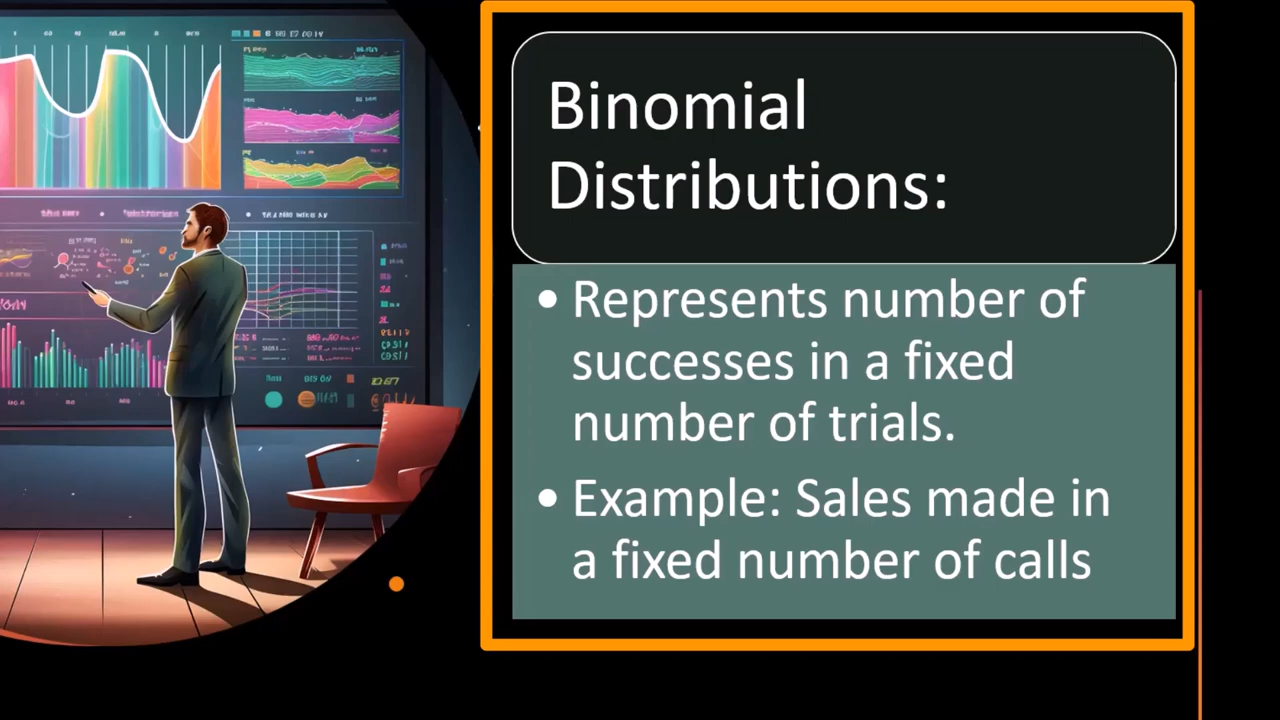 Binomial
Distributions:
• Represents number of
successes in a fixed
number of trials.
• Example: Sales made in
a fixed number of calls